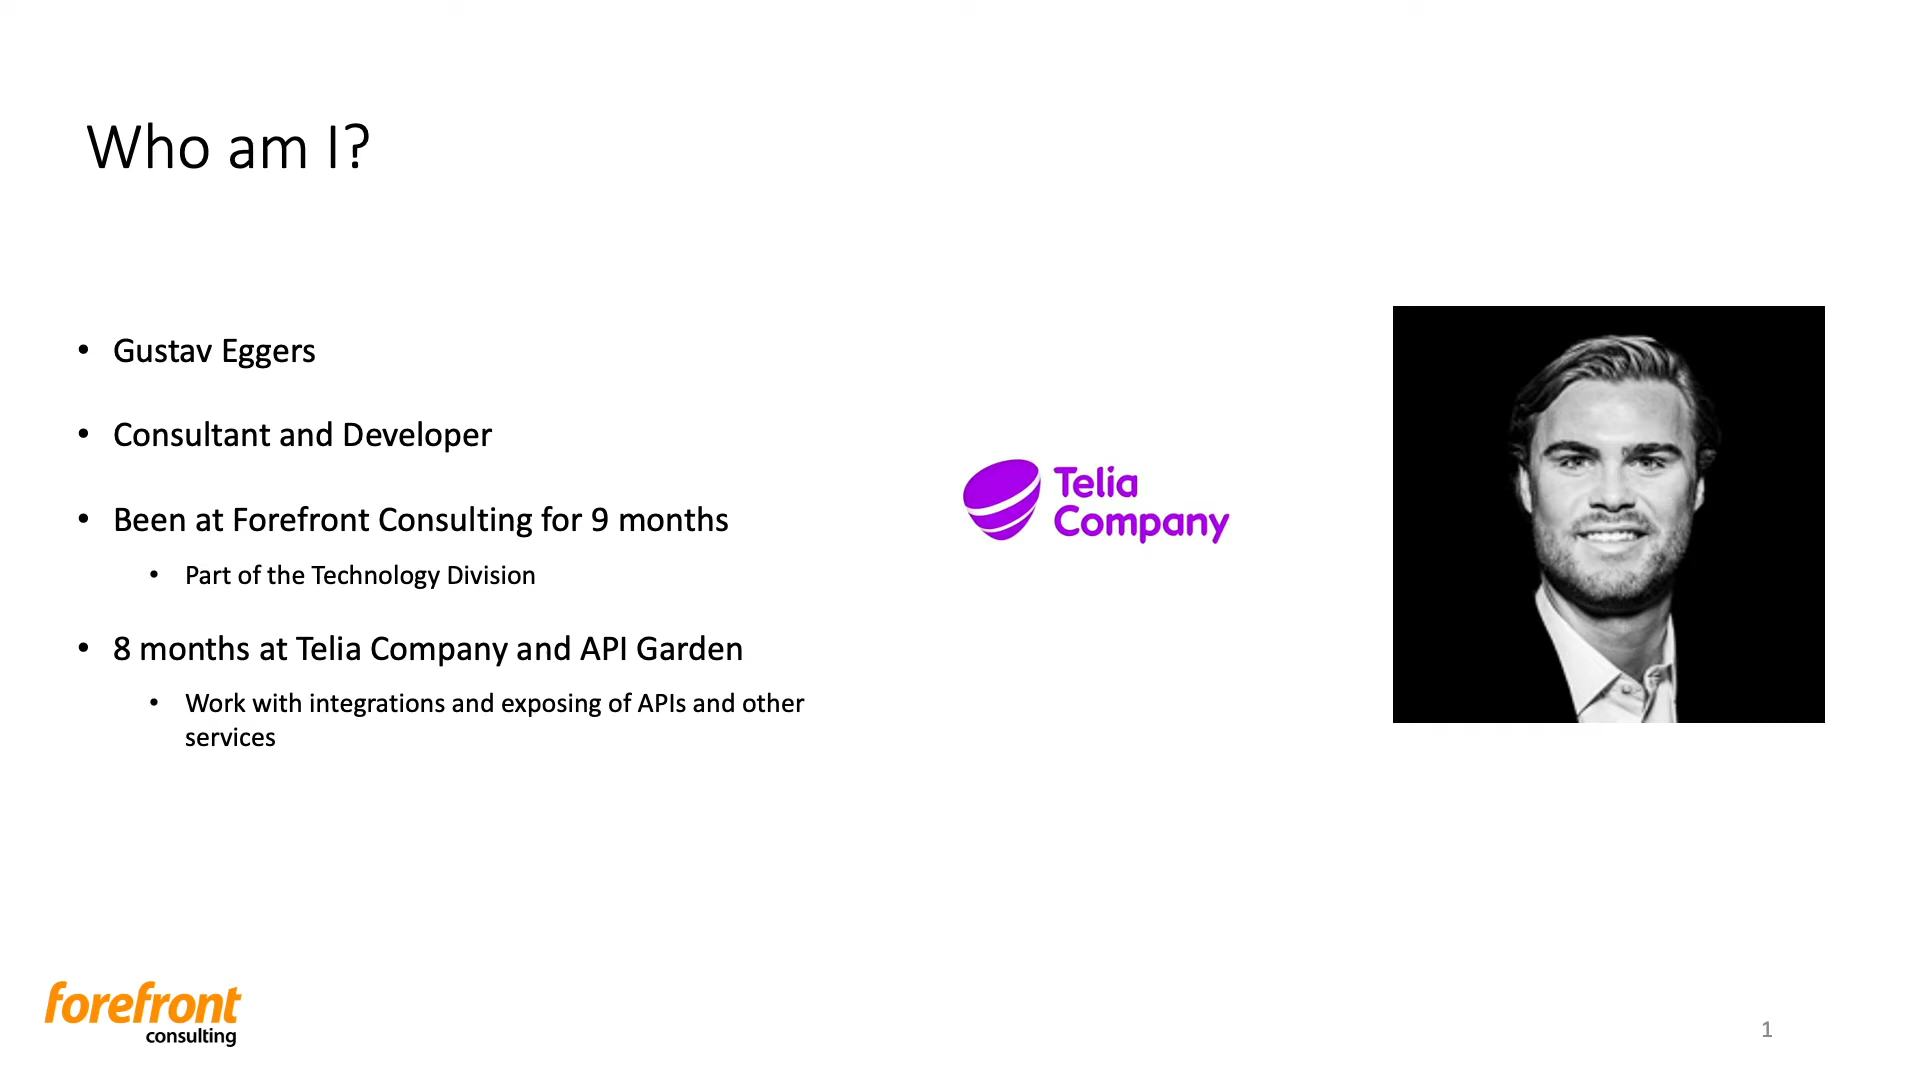 Who am I?
• Gustav Eggers
• Consultant and Developer
• Been at Forefront Consulting for 9 months
• Part of the Technology Division
• 8 months at Telia Company and API Garden
• Work with integrations and exposing of APIs and other
services
Telia
Company
forefront
consulting
1